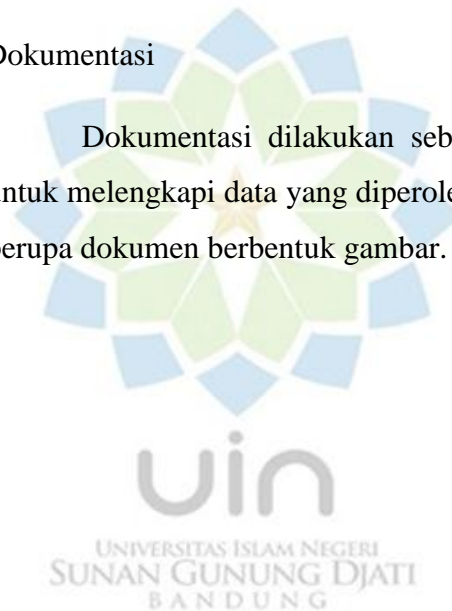 Dokumentasi
Dokumentasi dilakukan seb
untuk melengkapi data yang diperole
berupa dokumen berbentuk gambar.
uin
UNIVERSITAS ISLAM NEGERI
SUNAN GUNUNG DJATI
BANDUNG